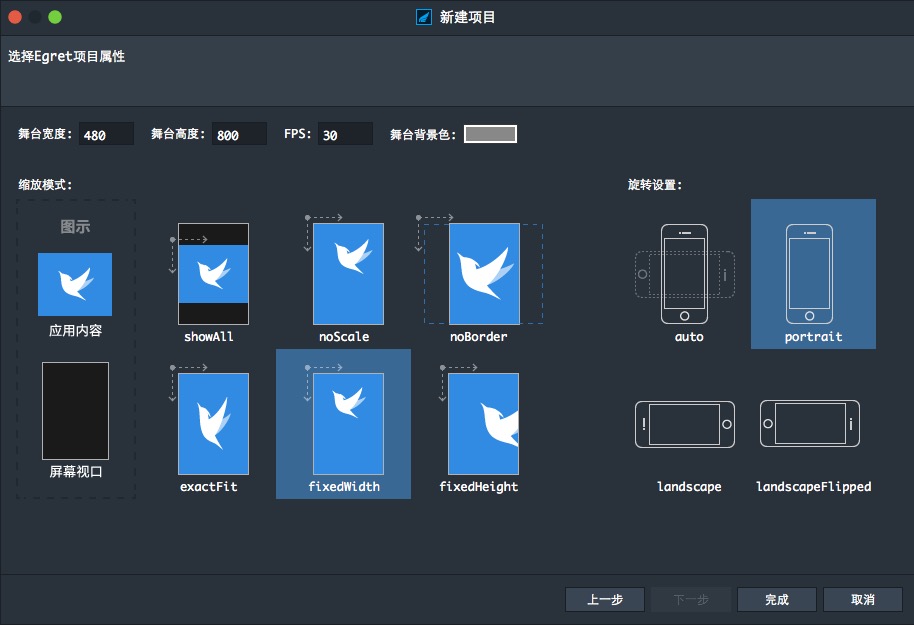 新建项目
选择Egret项目属性
舞台宽度: 480 舞台高度: 800 FPS: 30 舞台背景色:
缩放模式: 旋转设置:
图示
应用内容
屏幕视口
showAll noScale noBorder
exactFit fixedWidth fixedHeight
auto portrait
landscape landscapeFlipped
上一步 下一步 完成 取消